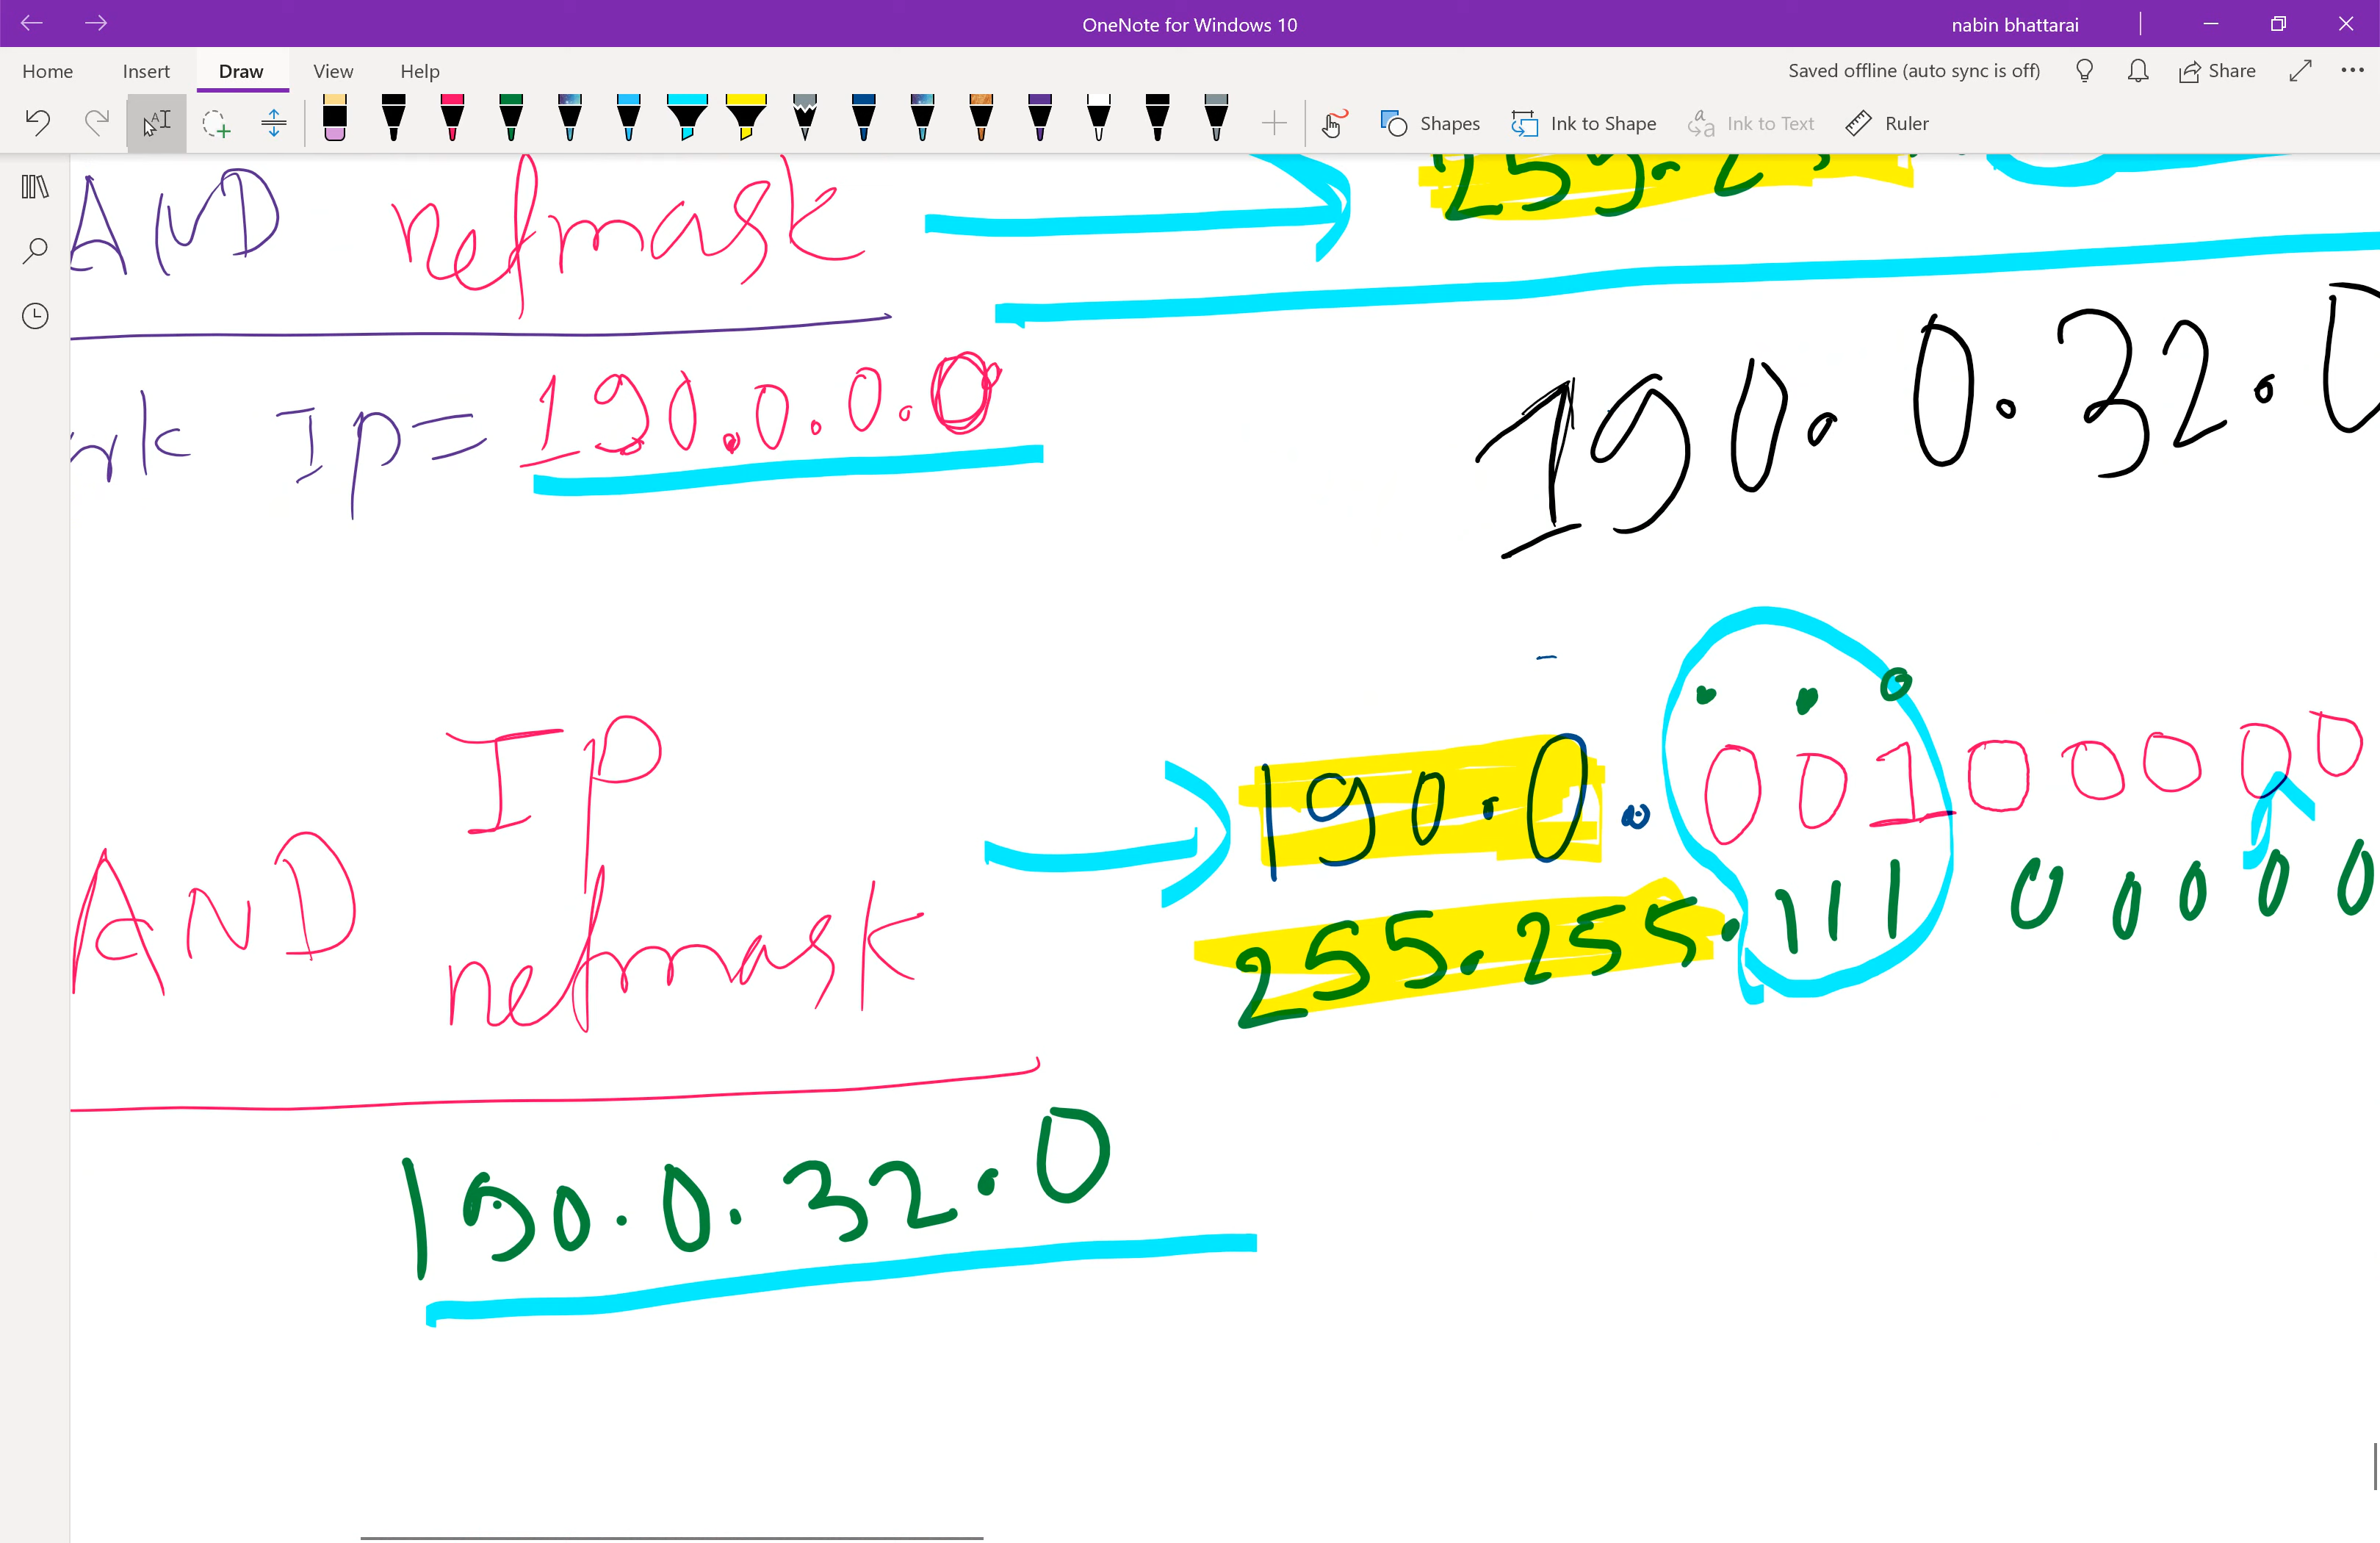 OneNote for Windows 10
nabin bhattarai
Home Insert Draw View Help
Saved offline (auto sync is off) Share
Shapes Ink to Shape Ink to Text Ruler
AND netmask
190.0.32.0
Ip = 190.0.0.0
Ip
190.0.00100000
AND netmask
255.255.11100000
190.0.32.0